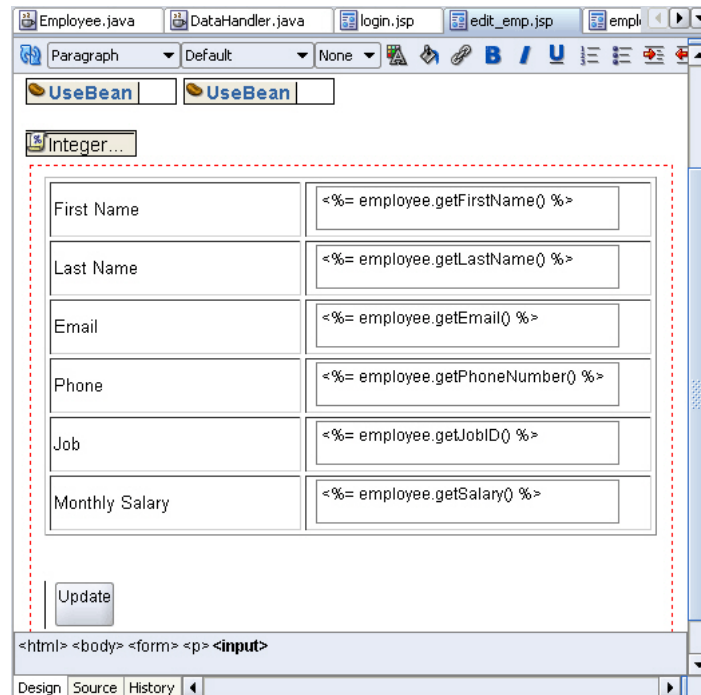 Employee.java DataHandler.java login.jsp edit_emp.jsp
Paragraph Default None B I U
UseBean UseBean
Integer...
First Name <%= employee.getFirstName() %>
Last Name <%= employee.getLastName() %>
Email <%= employee.getEmail() %>
Phone <%= employee.getPhoneNumber() %>
Job <%= employee.getJobID() %>
Monthly Salary <%= employee.getSalary() %>
Update
<html> <body> <form> <p> <input>
Design Source History